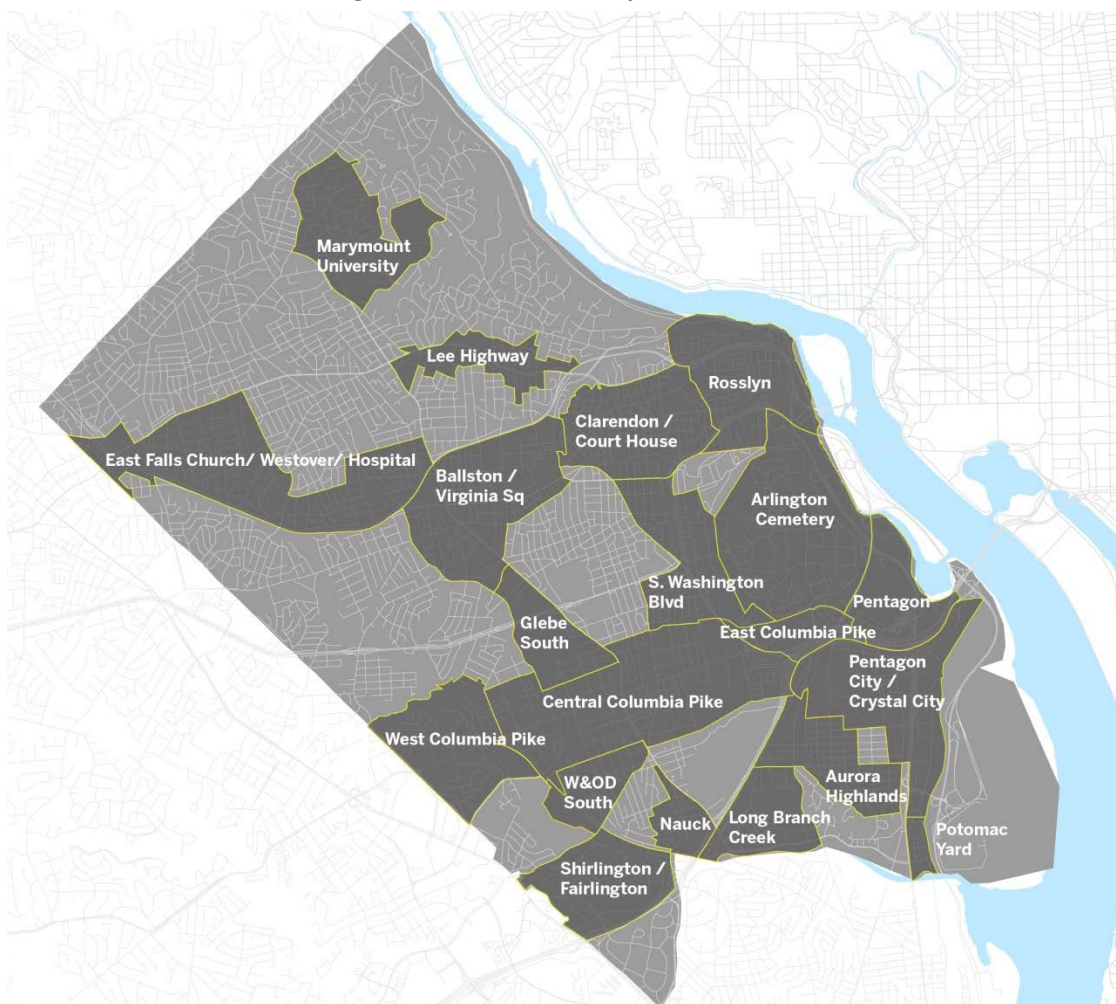 Marymount
University
Lee Highway
Rosslyn
Clarendon /
Court House
East Falls Church/ Westover/ Hospital
Ballston /
Virginia Sq
Arlington
Cemetery
S. Washington
Blvd
Pentagon
Glebe
South
East Columbia Pike
Pentagon
City /
Crystal City
Central Columbia Pike
West Columbia Pike
W&OD
South
Aurora
Highlands
Nauck
Long Branch
Creek
Potomac
Yard
Shirlington /
Fairlington